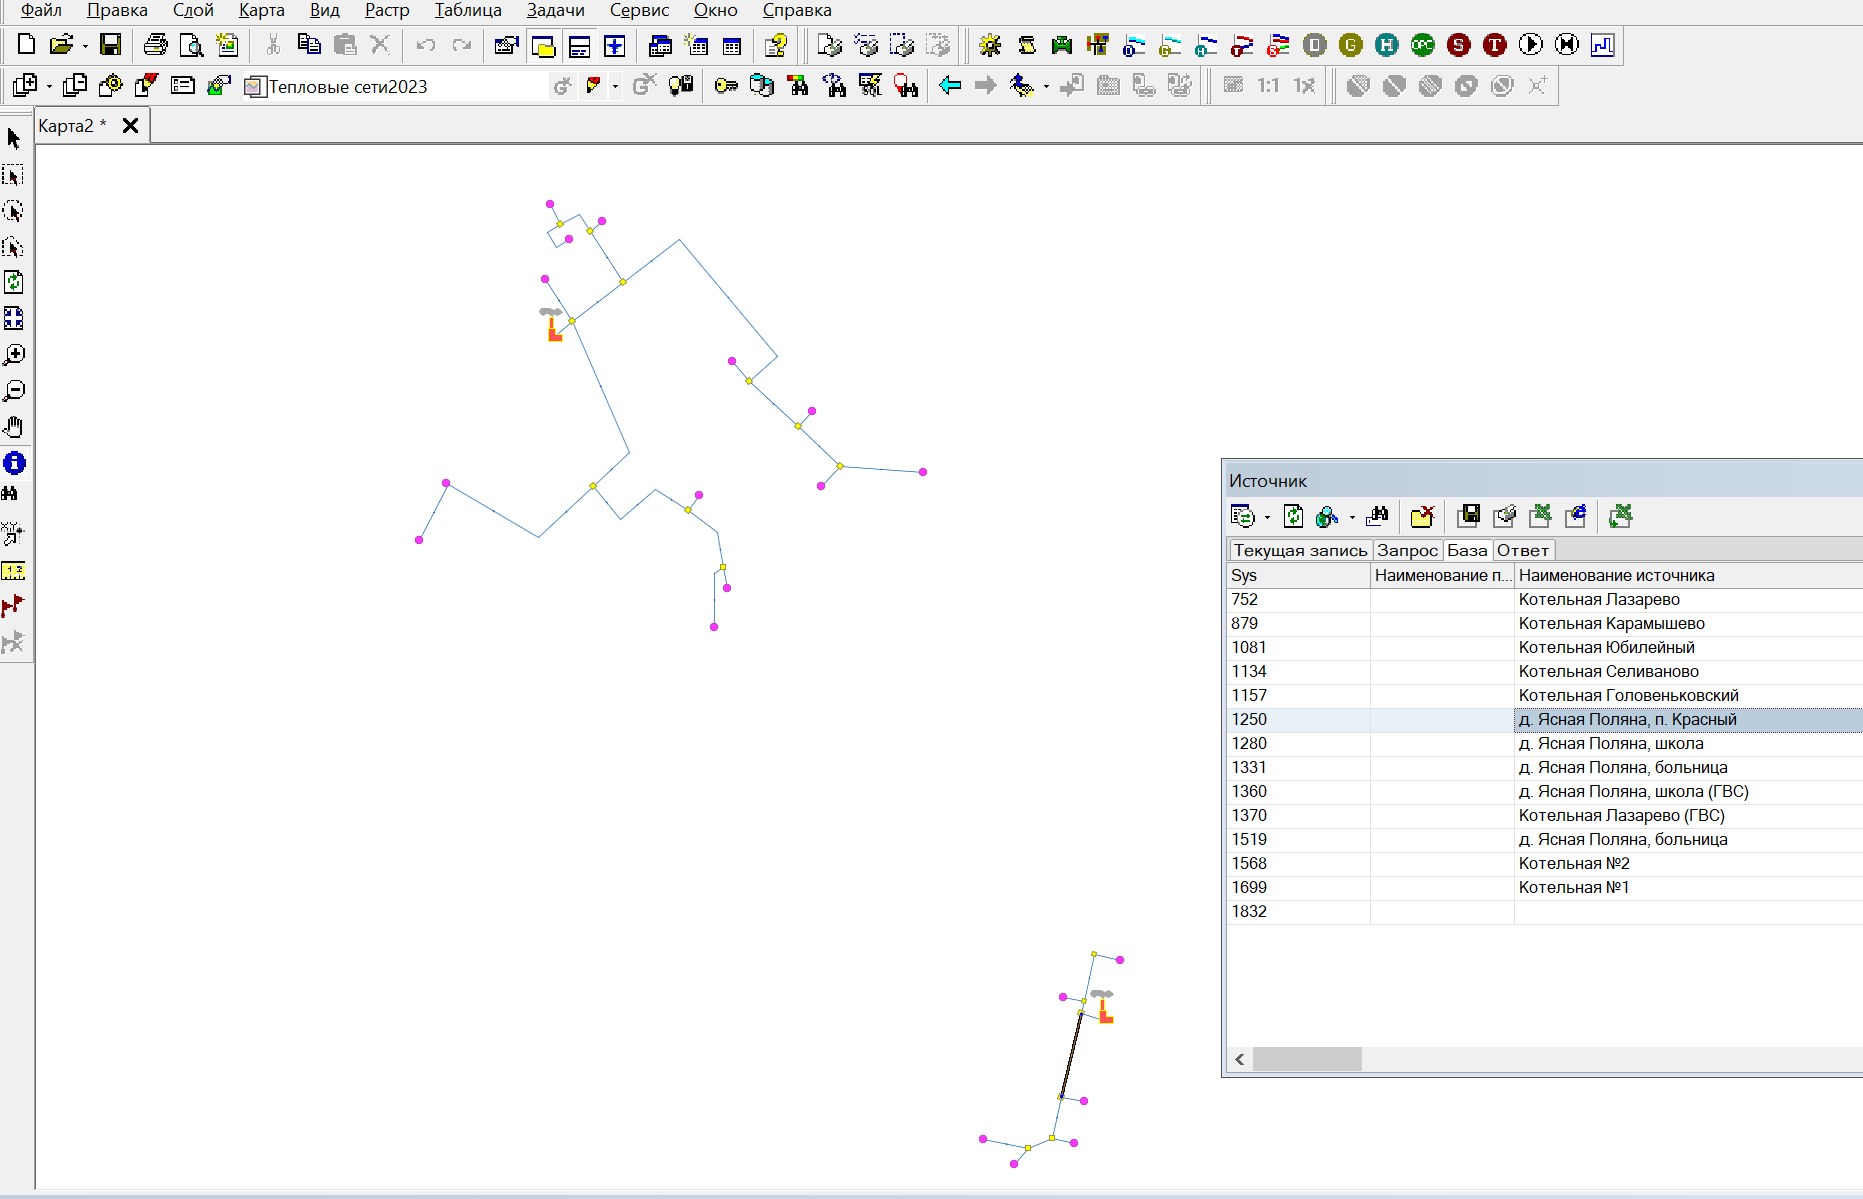 Файл Правка Слой Карта Вид Растр Таблица Задачи Сервис Окно Справка
D G H T S D G H OPC S T
Тепловые сети2023 SQL 1:1
Карта2 *
Источник
Текущая запись Запрос База Ответ
Sys Наименование п... Наименование источника
752 Котельная Лазарево
879 Котельная Карамышево
1081 Котельная Юбилейный
1134 Котельная Селиваново
1157 Котельная Головеньковский
1250 д. Ясная Поляна, п. Красный
1280 д. Ясная Поляна, школа
1331 д. Ясная Поляна, больница
1360 д. Ясная Поляна, школа (ГВС)
1370 Котельная Лазарево (ГВС)
1519 д. Ясная Поляна, больница
1568 Котельная №2
1699 Котельная №1
1832